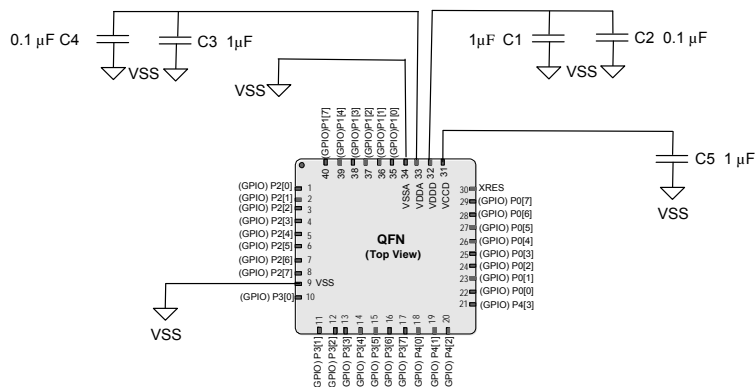 0.1 µF C4
C3 1µF
VSS
VSS
VSS
1µF C1
C2 0.1 µF
VSS
C5 1 µF
VSS
(GPIO)P1[7]
(GPIO)P1[4]
(GPIO)P1[3]
(GPIO)P1[2]
(GPIO)P1[1]
(GPIO)P1[0]
40
39
38
37
36
35
34
33
32
31
VSSA
VDDA
VDDD
VCCD
(GPIO) P2[0] 1
(GPIO) P2[1] 2
(GPIO) P2[2] 3
(GPIO) P2[3] 4
(GPIO) P2[4] 5
(GPIO) P2[5] 6
(GPIO) P2[6] 7
(GPIO) P2[7] 8
9 VSS
(GPIO) P3[0] 10
QFN
(Top View)
30 XRES
29 (GPIO) P0[7]
28 (GPIO) P0[6]
27 (GPIO) P0[5]
26 (GPIO) P0[4]
25 (GPIO) P0[3]
24 (GPIO) P0[2]
23 (GPIO) P0[1]
22 (GPIO) P0[0]
21 (GPIO) P4[3]
VSS
11
12
13
14
15
16
17
18
19
20
GPIO) P3[1]
GPIO) P3[2]
GPIO) P3[3]
GPIO) P3[4]
GPIO) P3[5]
GPIO) P3[6]
GPIO) P3[7]
GPIO) P4[0]
GPIO) P4[1]
GPIO) P4[2]